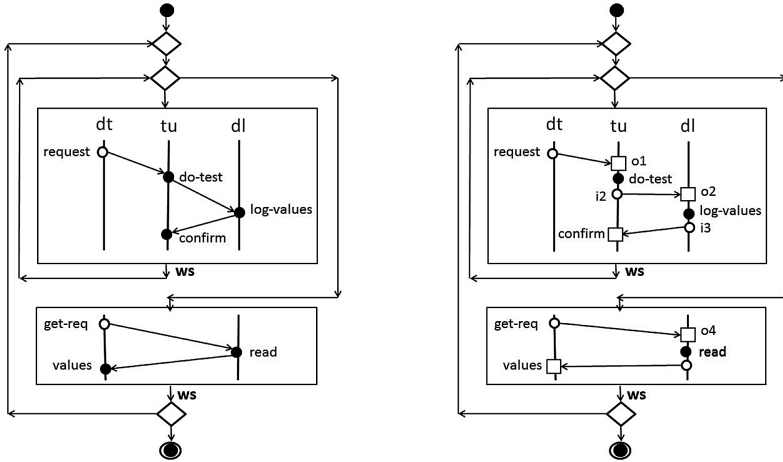 dt tu dl
request
do-test
log-values
confirm
ws
get-req
read
values
ws
dt tu dl
request
o1
do-test
i2
o2
log-values
confirm
i3
ws
get-req
o4
read
values
ws